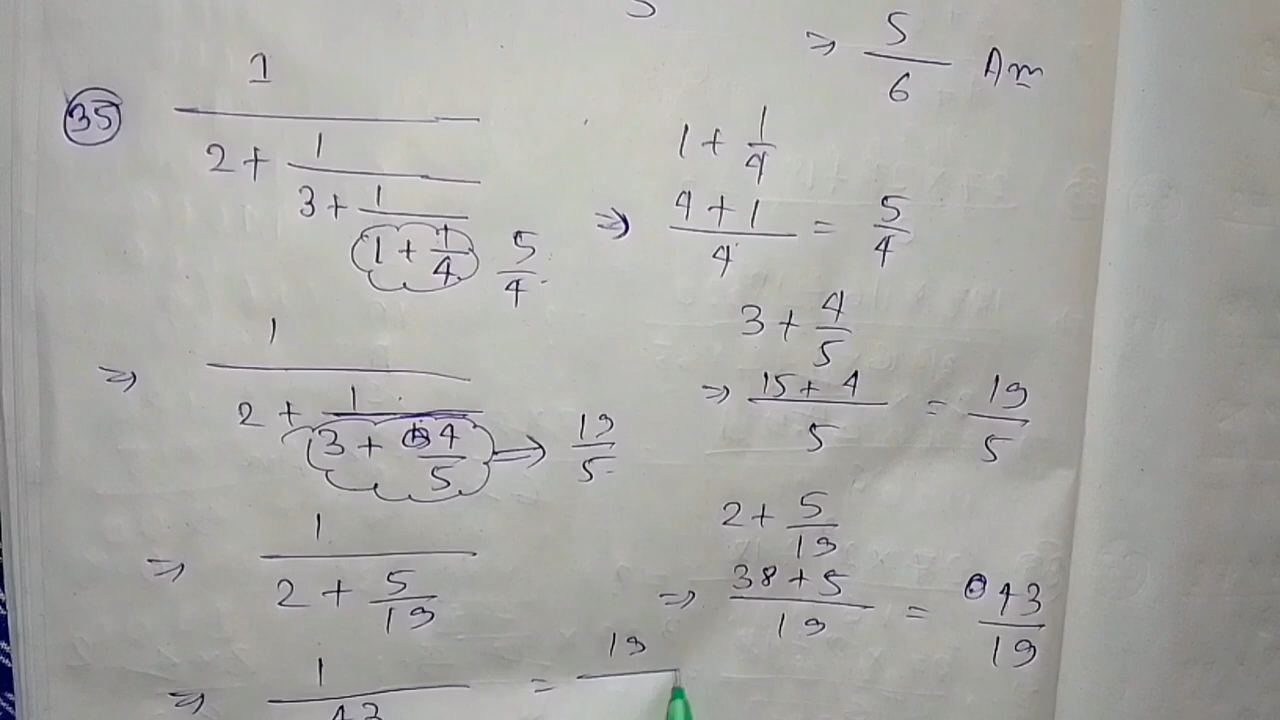 ⇒ 5/6 Ans
(35) 1/(2 + 1/(3 + 1/(1 + 1/4))) 5/4
1 + 1/4
⇒ (4 + 1)/4 = 5/4
⇒ 1/(2 + 1/(3 + 4/5)) ⇒ 19/5
3 + 4/5
⇒ (15 + 4)/5 = 19/5
⇒ 1/(2 + 5/19)
2 + 5/19
⇒ (38 + 5)/19 = 43/19
⇒ 1/43 = 19